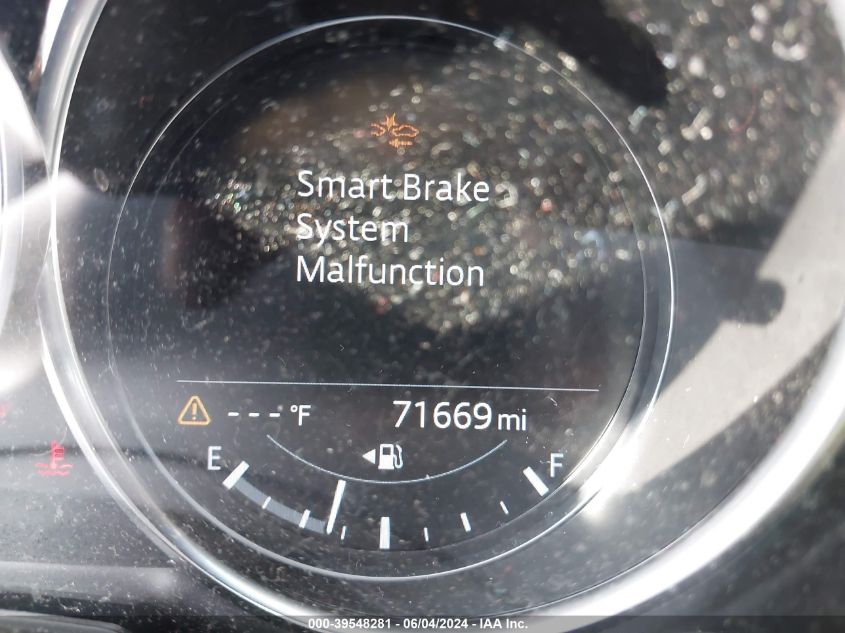 Smart Brake
System
Malfunction
- - - °F 71669 mi
E F
000-39548281 - 06/04/2024 - IAA Inc.